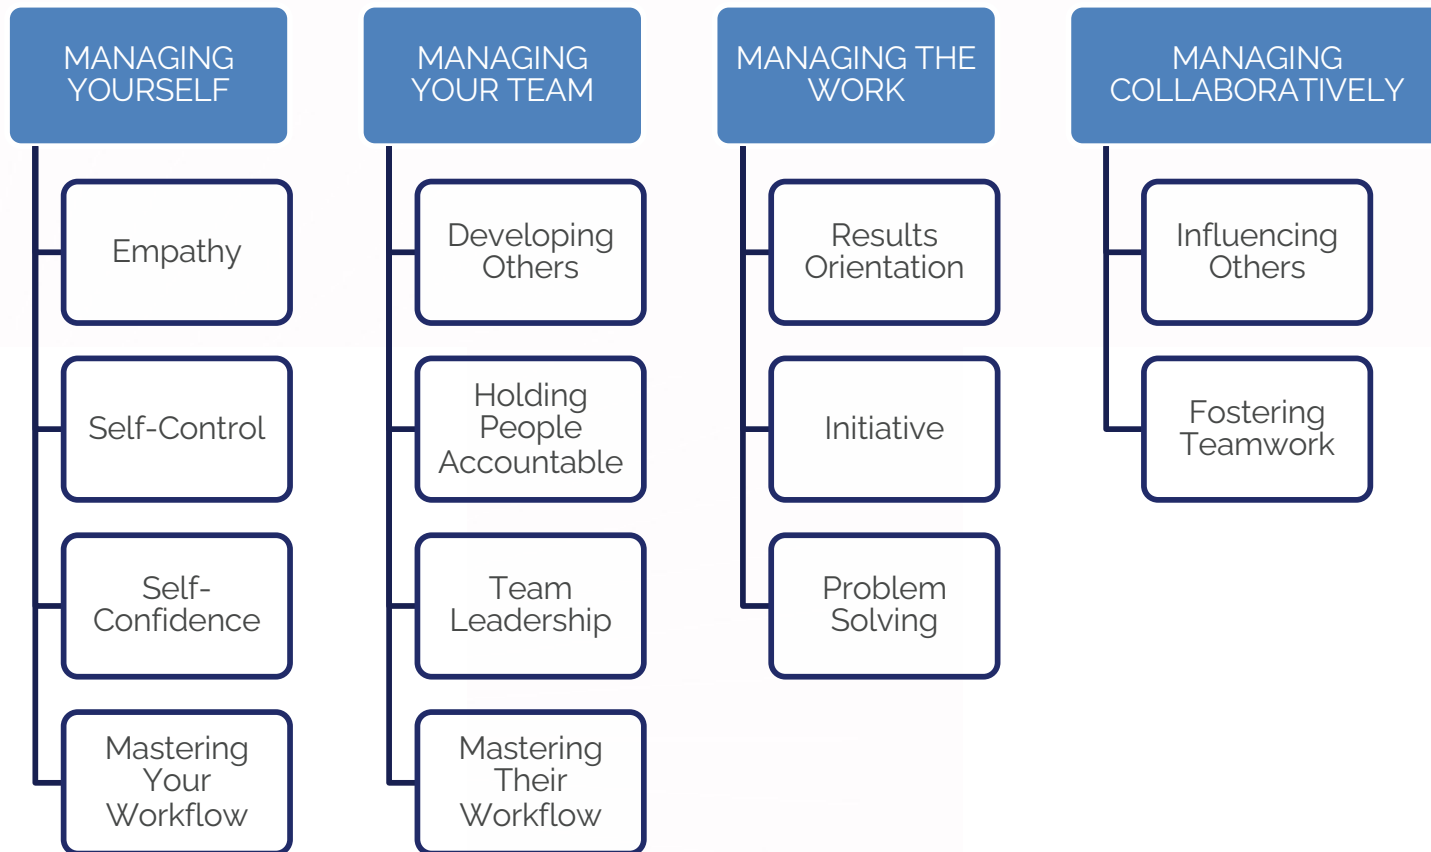 MANAGING
YOURSELF
Empathy
Self-Control
Self-
Confidence
Mastering
Your
Workflow
MANAGING
YOUR TEAM
Developing
Others
Holding
People
Accountable
Team
Leadership
Mastering
Their
Workflow
MANAGING THE
WORK
Results
Orientation
Initiative
Problem
Solving
MANAGING
COLLABORATIVELY
Influencing
Others
Fostering
Teamwork